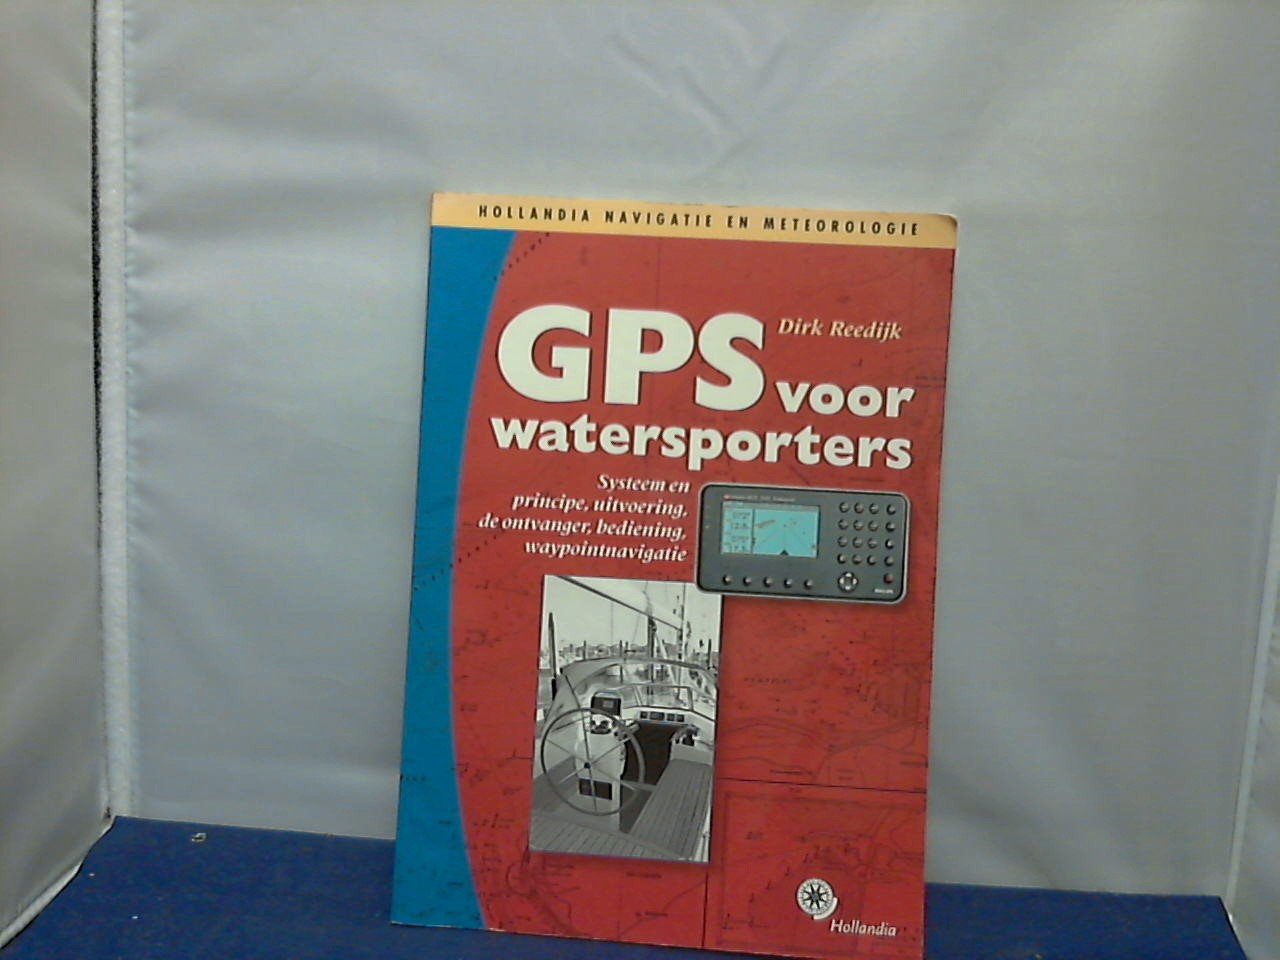 HOLLANDIA NAVIGATIE EN METEOROLOGIE
Dirk Reedijk
GPS voor
watersporters
Systeem en
principe, uitvoering,
de ontvanger, bediening,
waypointnavigatie
Hollandia